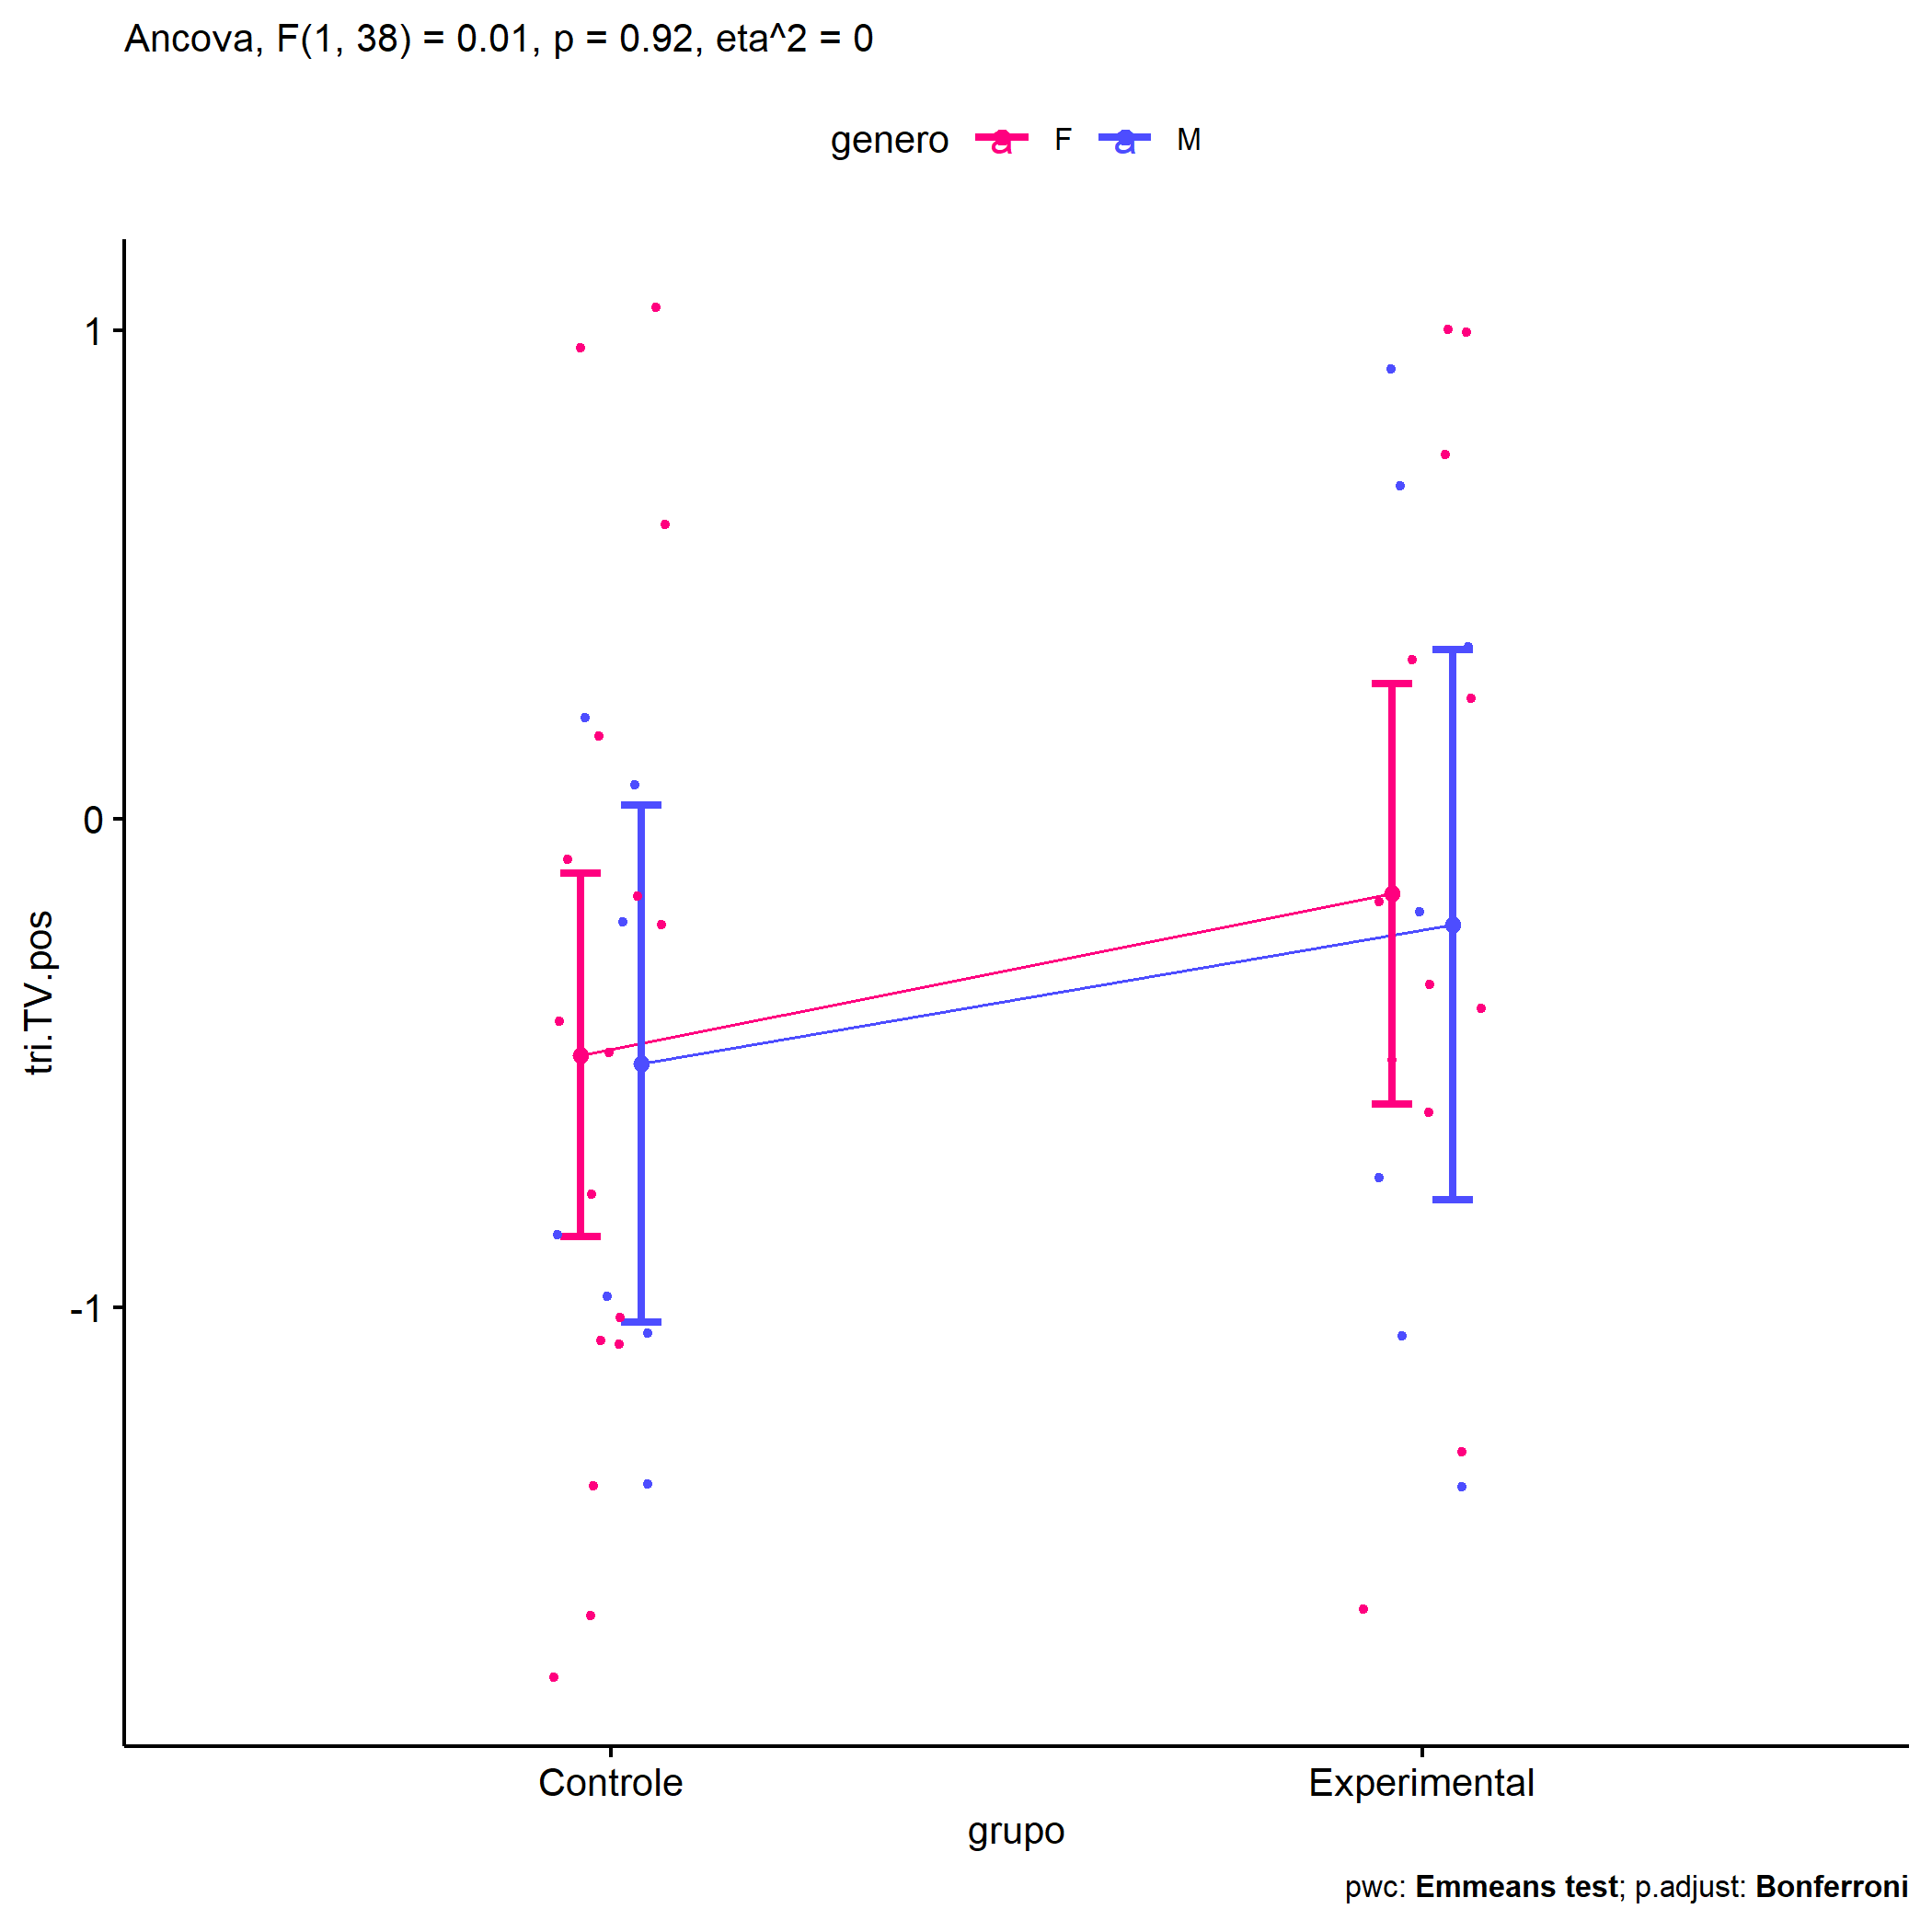 Ancova, F(1, 38) = 0.01, p = 0.92, eta^2 = 0
genero a F a M
1
0
-1
tri.TV.pos
Controle Experimental
grupo
pwc: Emmeans test; p.adjust: Bonferroni